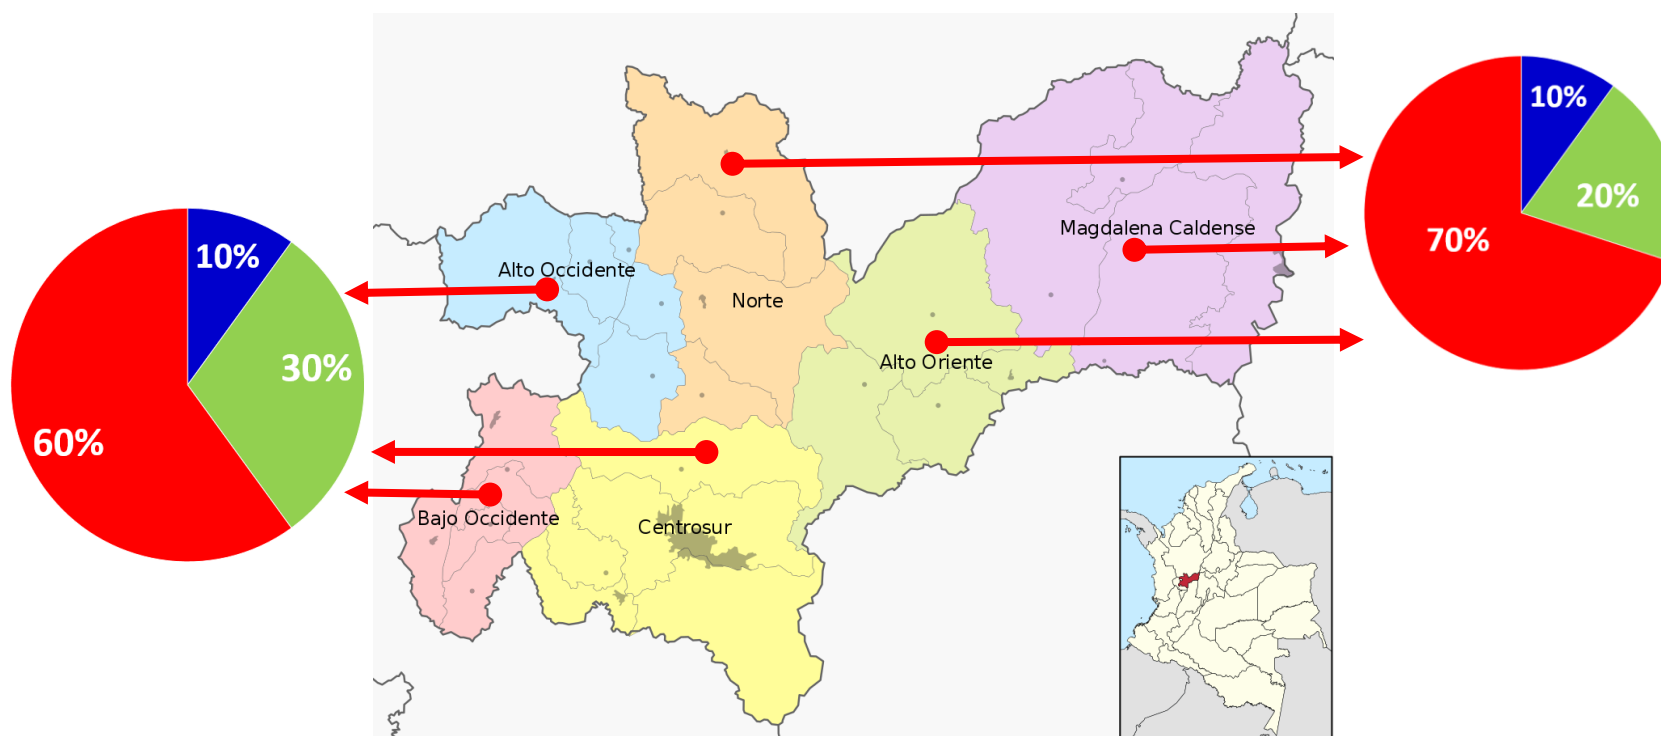 10%
30%
60%
Alto Occidente
Norte
Magdalena Caldense
Alto Oriente
Bajo Occidente
Centrosur
10%
20%
70%